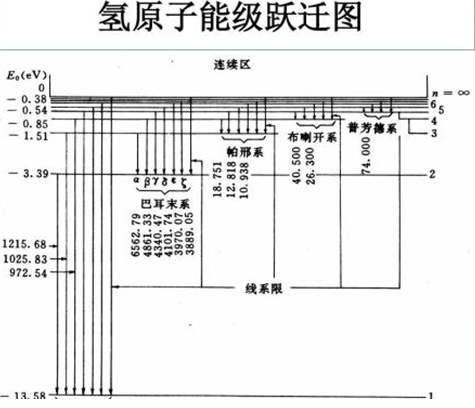 氢原子能级跃迁图
连续区
E₀(eV)
0
n = ∞
− 0.38
6
− 0.54
5
− 0.85
4
− 1.51
3
普芳德系
布喇开系
帕邢系
− 3.39
2
α β γ δ ε ζ
巴耳末系
6562.79
4861.33
4340.47
4101.74
3970.07
3889.05
18.751
12.818
10.938
40.500
26.300
74.000
1215.68
1025.83
972.54
线系限
− 13.58
1